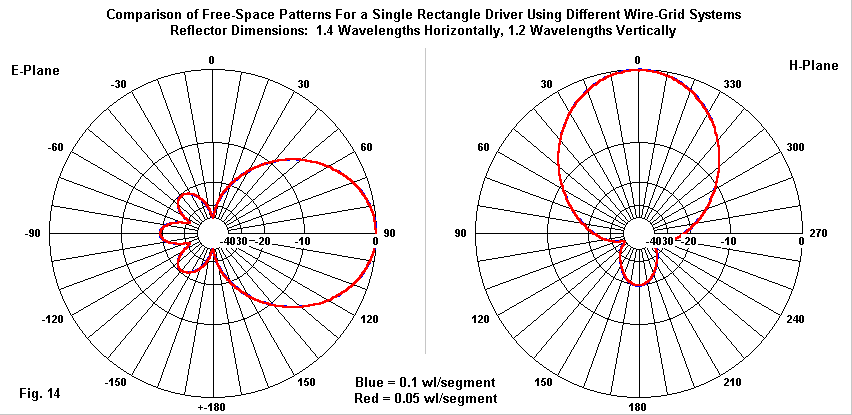 Comparison of Free-Space Patterns For a Single Rectangle Driver Using Different Wire-Grid Systems
Reflector Dimensions:  1.4 Wavelengths Horizontally, 1.2 Wavelengths Vertically
E-Plane
0
-30
30
-60
60
-90
-40 30 -20 -10 0
90
-120
120
-150
150
+-180
H-Plane
0
30
330
60
300
90
-40 30 -20 -10 0
270
120
240
150
210
180
Fig. 14
Blue = 0.1 wl/segment
Red = 0.05 wl/segment